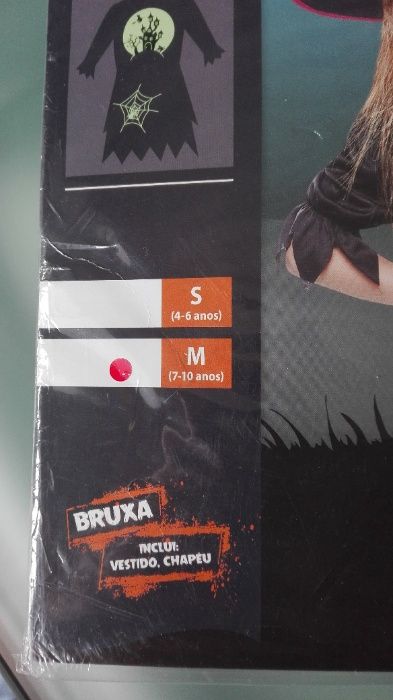 S
(4-6 anos)
M
(7-10 anos)
BRUXA
INCLUI:
VESTIDO, CHAPÉU